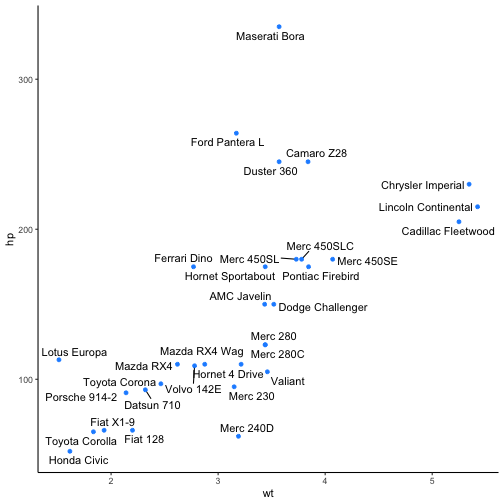 Maserati Bora
300
Ford Pantera L
Camaro Z28
Duster 360
Chrysler Imperial
Lincoln Continental
200
Cadillac Fleetwood
hp
Merc 450SLC
Ferrari Dino
Merc 450SL
Merc 450SE
Hornet Sportabout
Pontiac Firebird
AMC Javelin
Dodge Challenger
Merc 280
Lotus Europa
Mazda RX4 Wag
Merc 280C
Mazda RX4
Hornet 4 Drive
100
Toyota Corona
Valiant
Volvo 142E
Porsche 914-2
Merc 230
Datsun 710
Fiat X1-9
Merc 240D
Toyota Corolla
Fiat 128
Honda Civic
2
3
4
5
wt